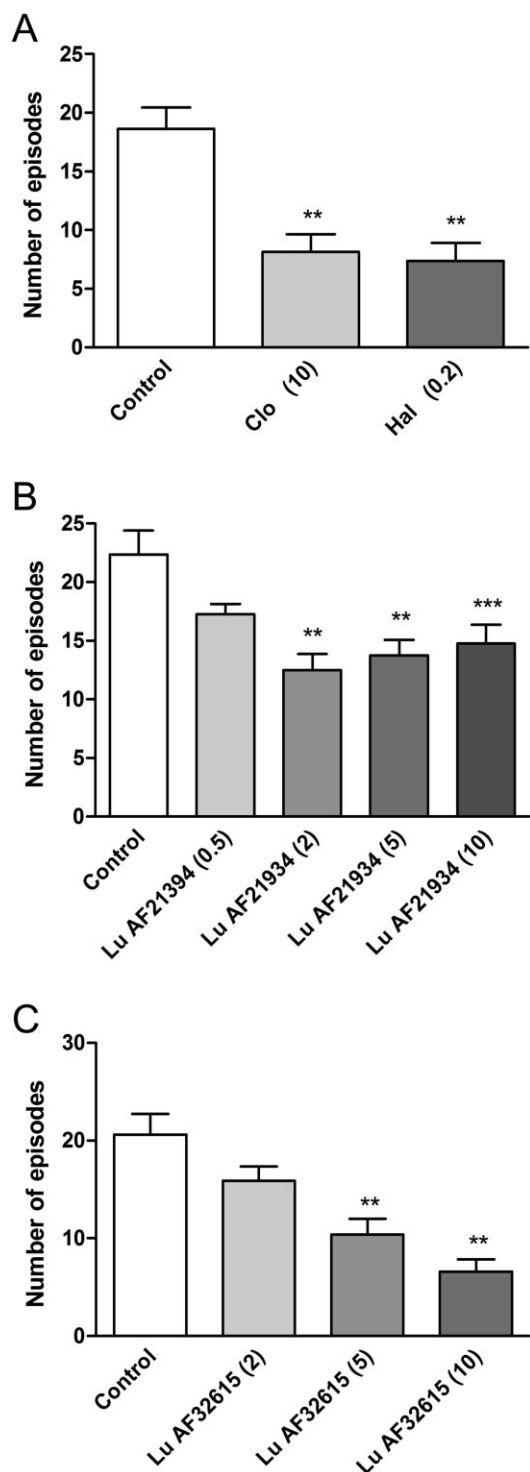 A
Number of episodes
25
20
15
10
5
0
**
**
Control
Clo (10)
Hal (0.2)
B
Number of episodes
25
20
15
10
5
0
**
**
***
Control
Lu AF21394 (0.5)
Lu AF21934 (2)
Lu AF21934 (5)
Lu AF21934 (10)
C
Number of episodes
30
20
10
0
**
**
Control
Lu AF32615 (2)
Lu AF32615 (5)
Lu AF32615 (10)